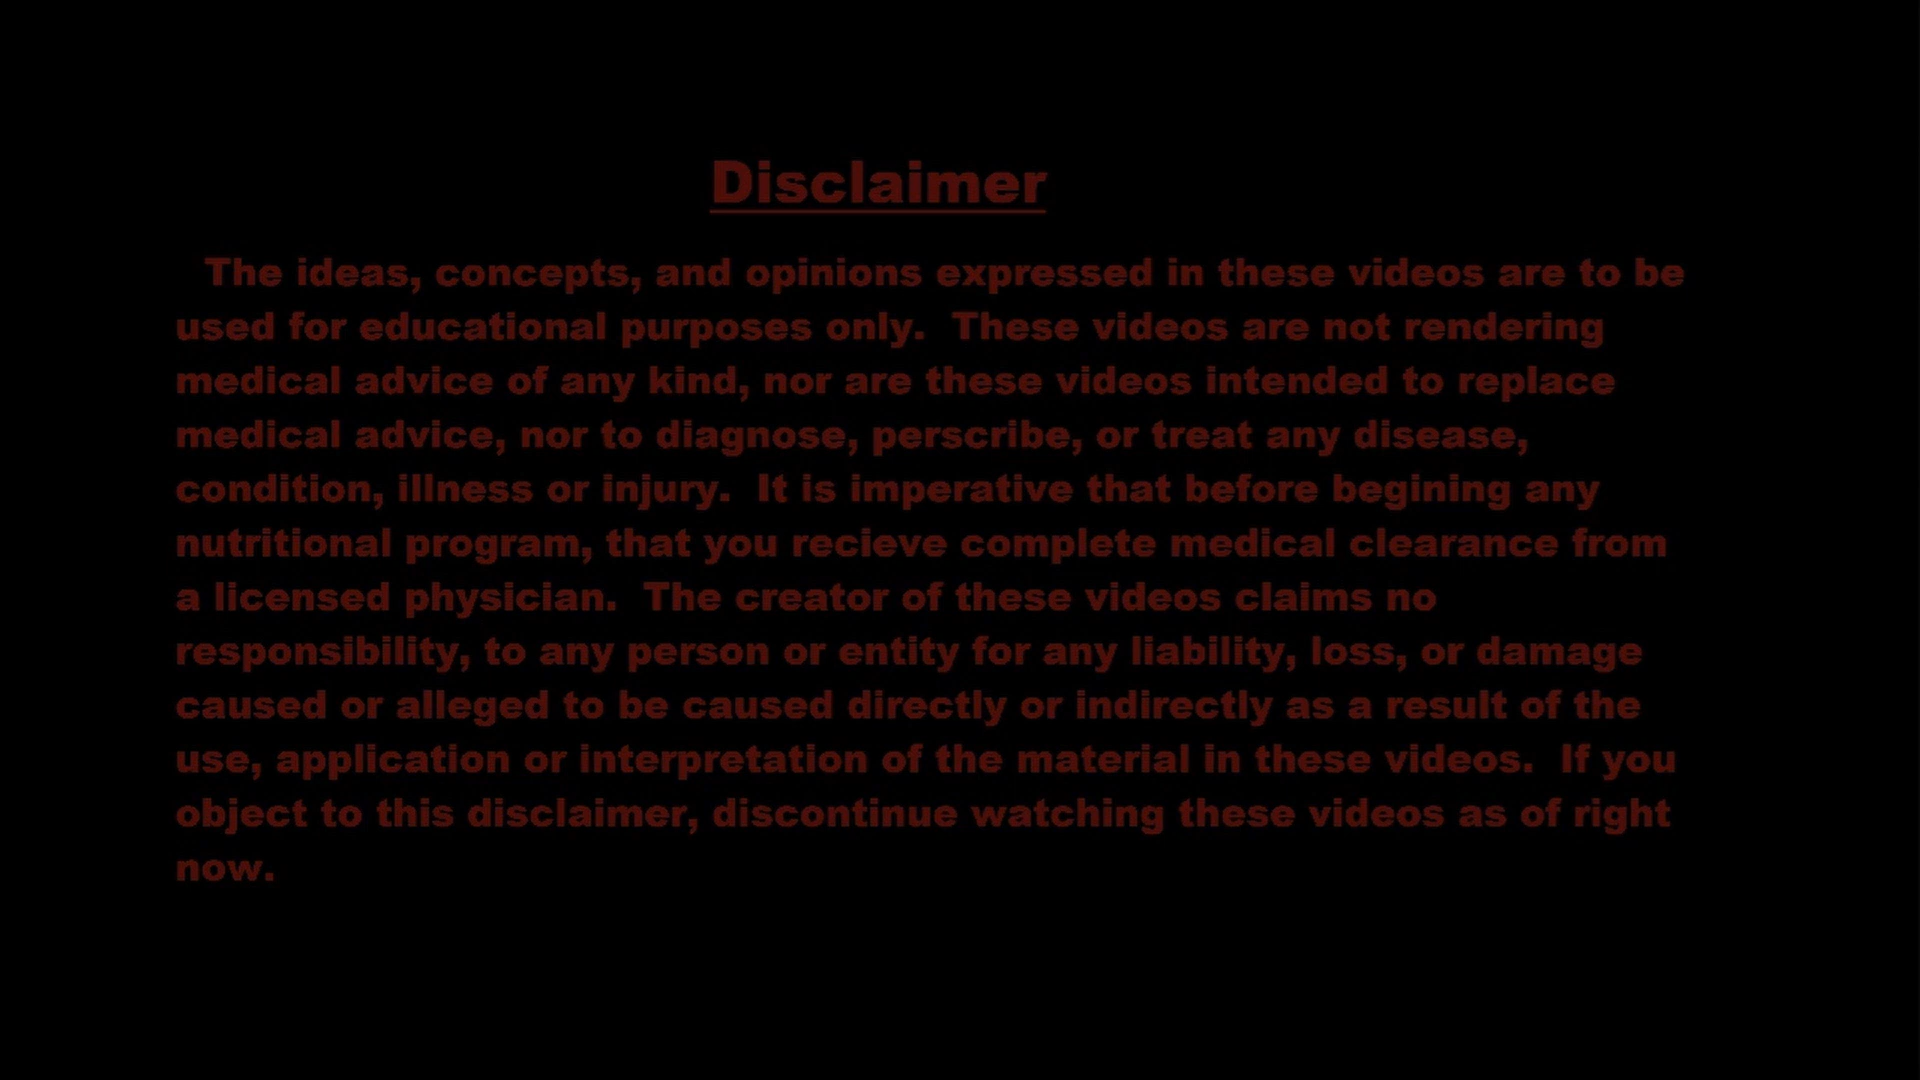 Disclaimer
The ideas, concepts, and opinions expressed in these videos are to be
used for educational purposes only.  These videos are not rendering
medical advice of any kind, nor are these videos intended to replace
medical advice, nor to diagnose, perscribe, or treat any disease,
condition, illness or injury.  It is imperative that before begining any
nutritional program, that you recieve complete medical clearance from
a licensed physician.  The creator of these videos claims no
responsibility, to any person or entity for any liability, loss, or damage
caused or alleged to be caused directly or indirectly as a result of the
use, application or interpretation of the material in these videos.  If you
object to this disclaimer, discontinue watching these videos as of right
now.